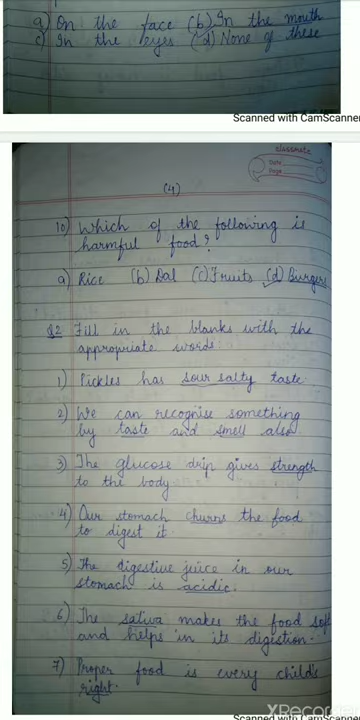 a) On the face (b) In the mouth
c) In the eyes (d) None of these
Scanned with CamScanner
classmate
Date
Page
(4)
10) Which of the following is
harmful food?
a) Rice (b) Dal (c) Fruits (d) Burgers
Q2 Fill in the blanks with the
appropriate words
1) Pickles has sour salty taste
2) We can recognise something
by taste and smell also
3) The glucose drip gives strength
to the body
4) Our stomach churns the food
to digest it.
5) The digestive juice in our
stomach is acidic.
6) The saliva makes the food soft
and helps in its digestion.
7) Proper food is every child's
right.
XRecorder
Scanned with CamScanner